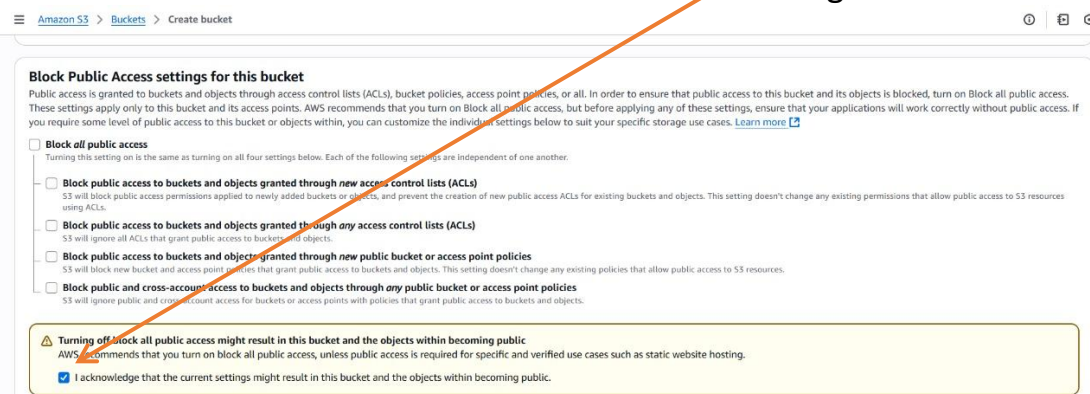 Amazon S3 > Buckets > Create bucket
Block Public Access settings for this bucket
Public access is granted to buckets and objects through access control lists (ACLs), bucket policies, access point policies, or all. In order to ensure that public access to this bucket and its objects is blocked, turn on Block all public access.
These settings apply only to this bucket and its access points. AWS recommends that you turn on Block all public access, but before applying any of these settings, ensure that your applications will work correctly without public access. If
you require some level of public access to this bucket or objects within, you can customize the individual settings below to suit your specific storage use cases. Learn more
Block all public access
Turning this setting on is the same as turning on all four settings below. Each of the following settings are independent of one another.
Block public access to buckets and objects granted through new access control lists (ACLs)
S3 will block public access permissions applied to newly added buckets or objects, and prevent the creation of new public access ACLs for existing buckets and objects. This setting doesn't change any existing permissions that allow public access to S3 resources
using ACLs.
Block public access to buckets and objects granted through any access control lists (ACLs)
S3 will ignore all ACLs that grant public access to buckets and objects.
Block public access to buckets and objects granted through new public bucket or access point policies
S3 will block new bucket and access point policies that grant public access to buckets and objects. This setting doesn't change any existing policies that allow public access to S3 resources.
Block public and cross-account access to buckets and objects through any public bucket or access point policies
S3 will ignore public and cross-account access for buckets or access points with policies that grant public access to buckets and objects.
Turning off block all public access might result in this bucket and the objects within becoming public
AWS recommends that you turn on block all public access, unless public access is required for specific and verified use cases such as static website hosting.
I acknowledge that the current settings might result in this bucket and the objects within becoming public.